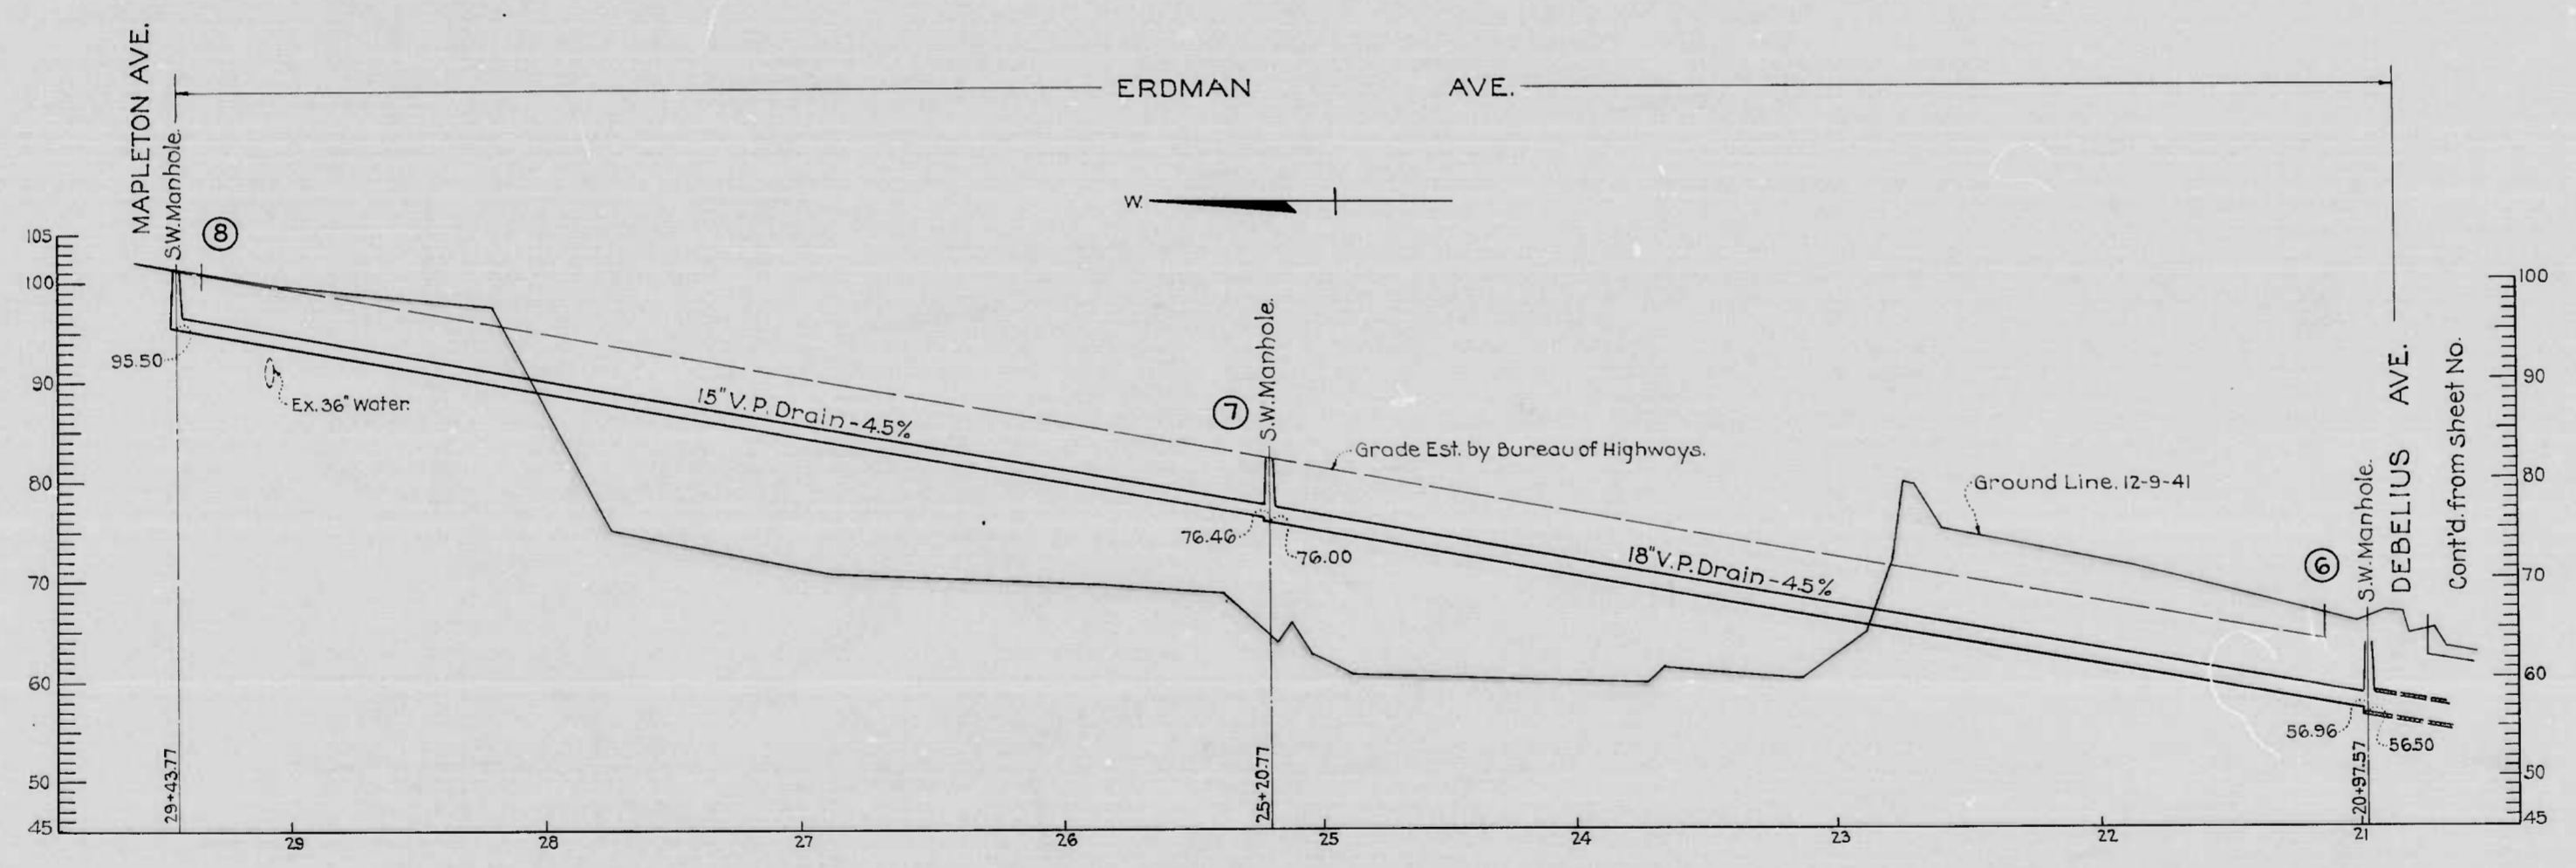 MAPLETON AVE.
S.W.Manhole.
8
ERDMAN AVE.
W.
105
100
90
80
70
60
50
45
95.50
Ex. 36" Water.
15" V.P. Drain-4.5%
7
S.W.Manhole.
Grade Est. by Bureau of Highways.
76.46
76.00
18" V.P. Drain-4.5%
Ground Line. 12-9-41
6
S.W.Manhole.
DEBELIUS AVE.
Cont'd. from Sheet No.
56.96
56.50
100
90
80
70
60
50
45
29+43.77
25+20.77
20+97.57
29
28
27
26
25
24
23
22
21